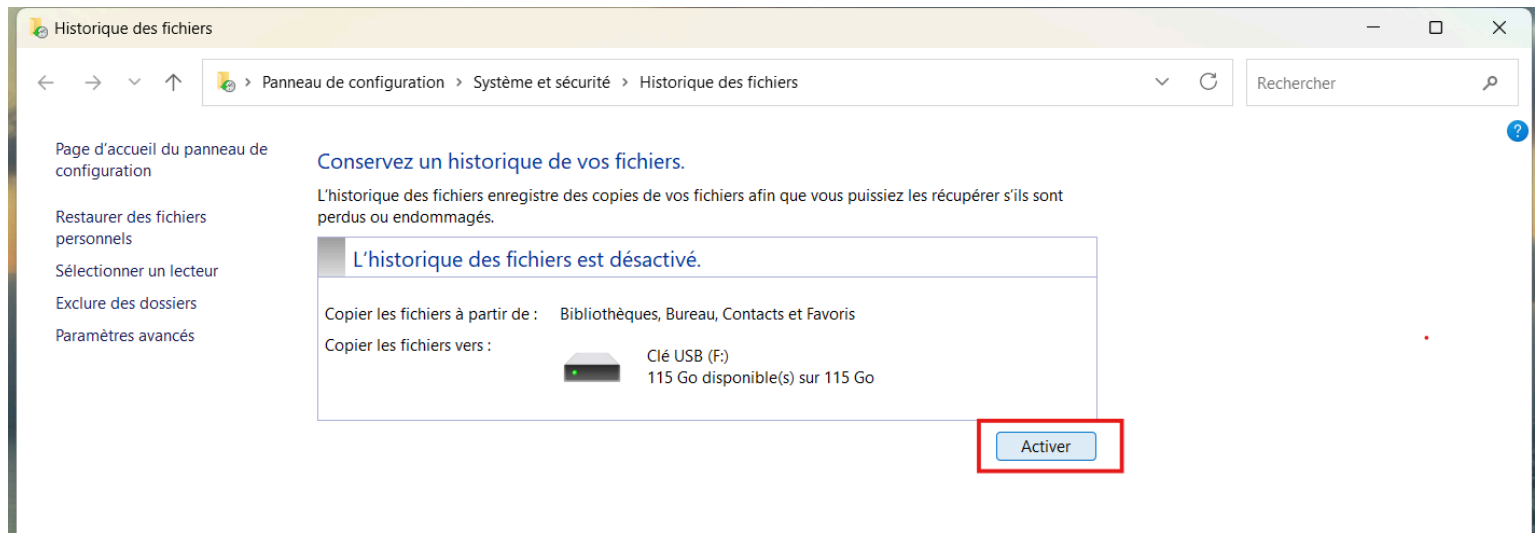 Historique des fichiers
Panneau de configuration > Système et sécurité > Historique des fichiers
Rechercher
Page d'accueil du panneau de
configuration
Restaurer des fichiers
personnels
Sélectionner un lecteur
Exclure des dossiers
Paramètres avancés
Conservez un historique de vos fichiers.
L'historique des fichiers enregistre des copies de vos fichiers afin que vous puissiez les récupérer s'ils sont
perdus ou endommagés.
L'historique des fichiers est désactivé.
Copier les fichiers à partir de : Bibliothèques, Bureau, Contacts et Favoris
Copier les fichiers vers :
Clé USB (F:)
115 Go disponible(s) sur 115 Go
Activer
?